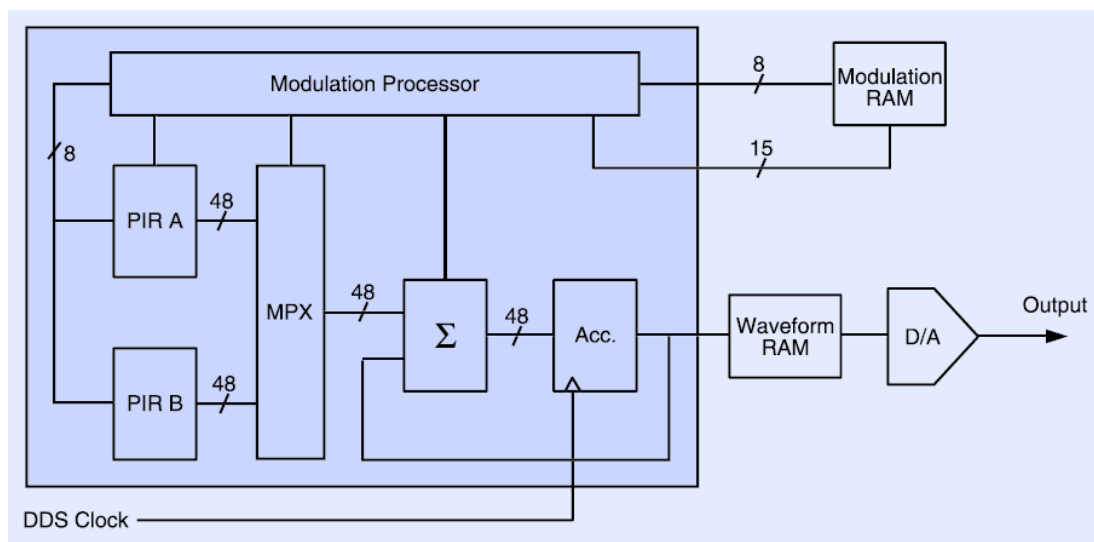 Modulation Processor
8
Modulation
RAM
8
15
PIR A
48
MPX
48
Σ
48
Acc.
Waveform
RAM
D/A
Output
PIR B
48
DDS Clock